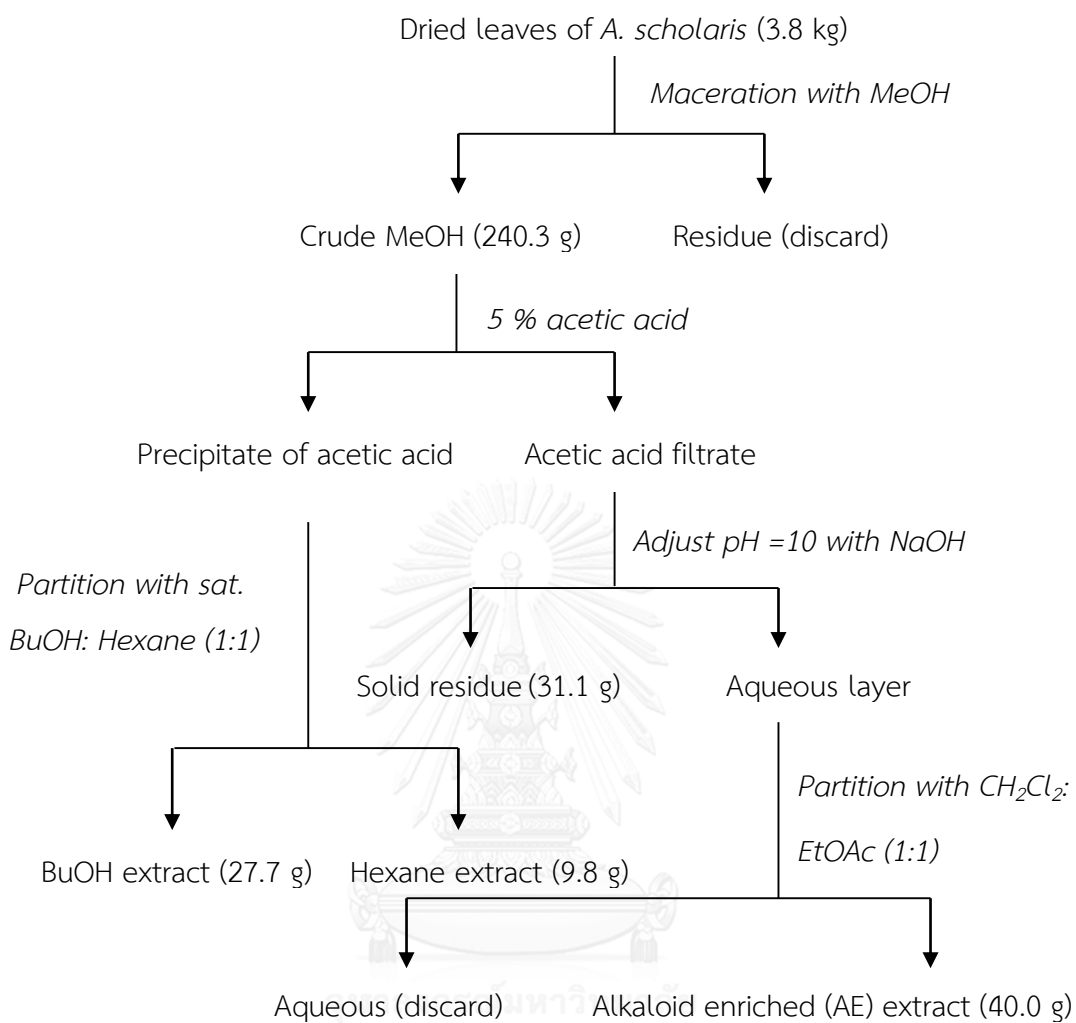 Dried leaves of A. scholaris (3.8 kg)
Maceration with MeOH
Crude MeOH (240.3 g)
Residue (discard)
5 % acetic acid
Precipitate of acetic acid
Acetic acid filtrate
Adjust pH =10 with NaOH
Partition with sat.
BuOH: Hexane (1:1)
Solid residue (31.1 g)
Aqueous layer
Partition with CH₂Cl₂:
EtOAc (1:1)
BuOH extract (27.7 g)
Hexane extract (9.8 g)
Aqueous (discard)
Alkaloid enriched (AE) extract (40.0 g)